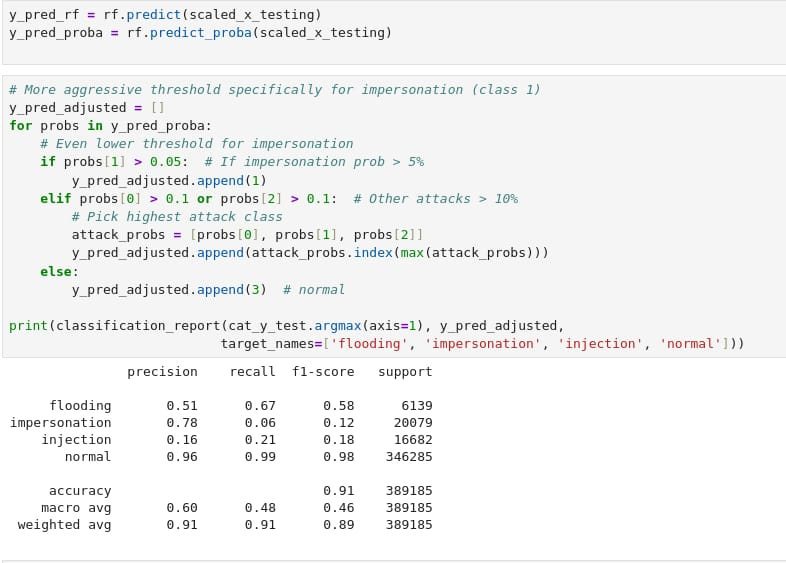 y_pred_rf = rf.predict(scaled_x_testing)
y_pred_proba = rf.predict_proba(scaled_x_testing)
# More aggressive threshold specifically for impersonation (class 1)
y_pred_adjusted = []
for probs in y_pred_proba:
    # Even lower threshold for impersonation
    if probs[1] > 0.05:  # If impersonation prob > 5%
        y_pred_adjusted.append(1)
    elif probs[0] > 0.1 or probs[2] > 0.1:  # Other attacks > 10%
        # Pick highest attack class
        attack_probs = [probs[0], probs[1], probs[2]]
        y_pred_adjusted.append(attack_probs.index(max(attack_probs)))
    else:
        y_pred_adjusted.append(3)  # normal
print(classification_report(cat_y_test.argmax(axis=1), y_pred_adjusted,
                            target_names=['flooding', 'impersonation', 'injection', 'normal']))
               precision    recall  f1-score   support
     flooding       0.51      0.67      0.58      6139
impersonation       0.78      0.06      0.12     20079
    injection       0.16      0.21      0.18     16682
       normal       0.96      0.99      0.98    346285
     accuracy                           0.91    389185
    macro avg       0.60      0.48      0.46    389185
 weighted avg       0.91      0.91      0.89    389185